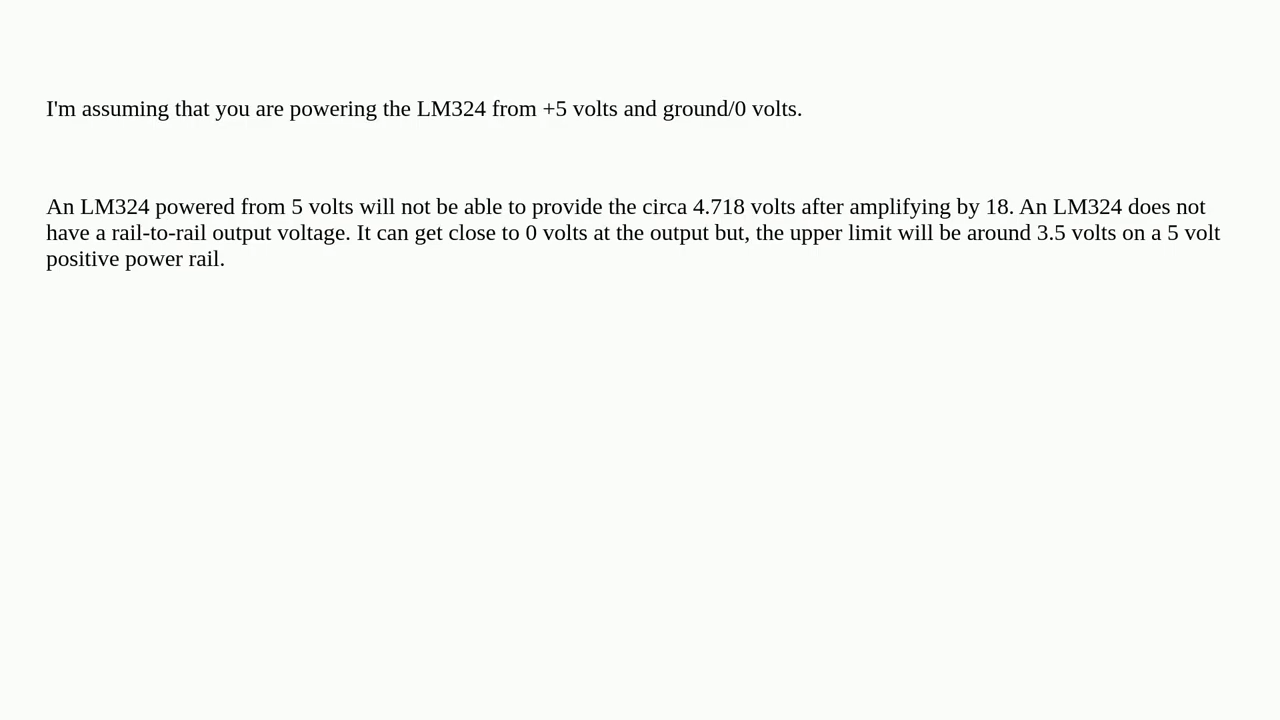 I'm assuming that you are powering the LM324 from +5 volts and ground/0 volts.
An LM324 powered from 5 volts will not be able to provide the circa 4.718 volts after amplifying by 18. An LM324 does not
have a rail-to-rail output voltage. It can get close to 0 volts at the output but, the upper limit will be around 3.5 volts on a 5 volt
positive power rail.